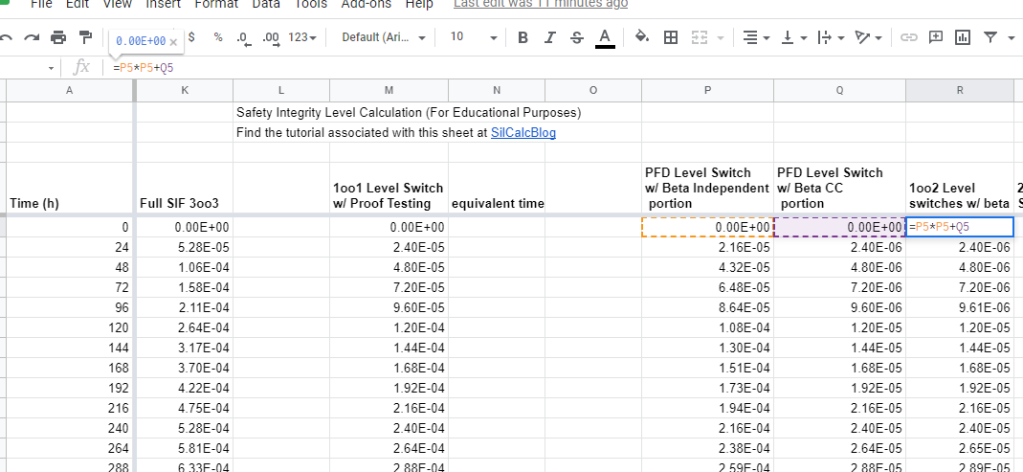 File Edit View Insert Format Data Tools Add-ons Help Last edit was 11 minutes ago
0.00E+00 × $ % .0 .00 123 Default (Ari... 10 B I S A
fx =P5*P5+Q5
A K L M N O P Q R
Safety Integrity Level Calculation (For Educational Purposes)
Find the tutorial associated with this sheet at SilCalcBlog
Time (h) Full SIF 3oo3 1oo1 Level Switch w/ Proof Testing equivalent time PFD Level Switch w/ Beta Independent portion PFD Level Switch w/ Beta CC portion 1oo2 Level switches w/ beta 2 S
0 0.00E+00 0.00E+00 0.00E+00 0.00E+00 =P5*P5+Q5
24 5.28E-05 2.40E-05 2.16E-05 2.40E-06 2.40E-06
48 1.06E-04 4.80E-05 4.32E-05 4.80E-06 4.80E-06
72 1.58E-04 7.20E-05 6.48E-05 7.20E-06 7.20E-06
96 2.11E-04 9.60E-05 8.64E-05 9.60E-06 9.61E-06
120 2.64E-04 1.20E-04 1.08E-04 1.20E-05 1.20E-05
144 3.17E-04 1.44E-04 1.30E-04 1.44E-05 1.44E-05
168 3.70E-04 1.68E-04 1.51E-04 1.68E-05 1.68E-05
192 4.22E-04 1.92E-04 1.73E-04 1.92E-05 1.92E-05
216 4.75E-04 2.16E-04 1.94E-04 2.16E-05 2.16E-05
240 5.28E-04 2.40E-04 2.16E-04 2.40E-05 2.40E-05
264 5.81E-04 2.64E-04 2.38E-04 2.64E-05 2.65E-05
288 6.33E-04 2.88E-04 2.59E-04 2.88E-05 2.89E-05